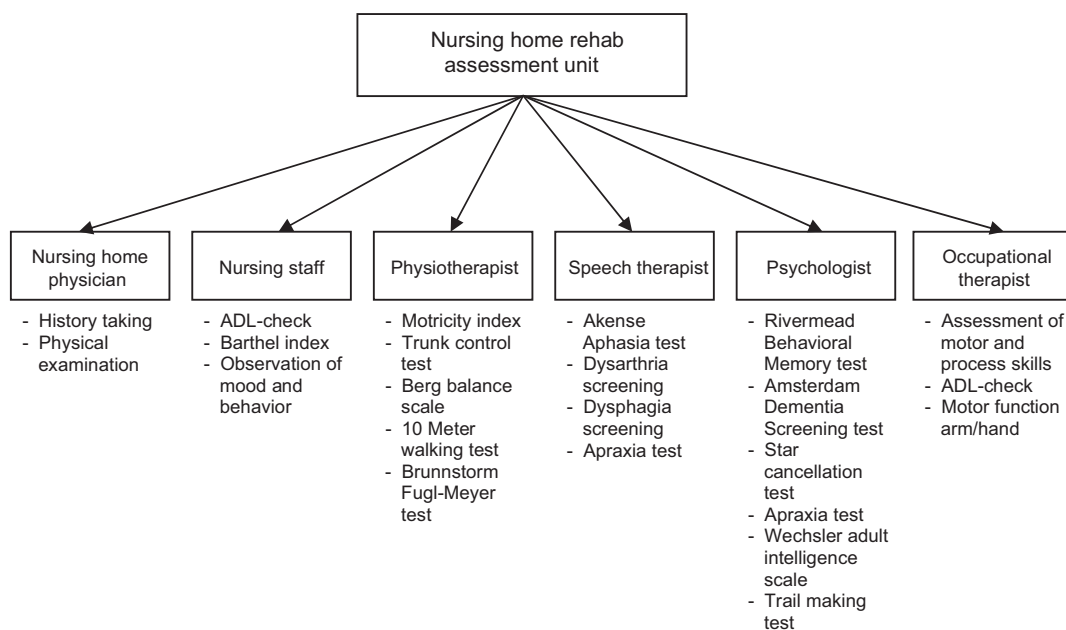 Nursing home rehab
assessment unit
Nursing home
physician
- History taking
- Physical
examination
Nursing staff
- ADL-check
- Barthel index
- Observation of
mood and
behavior
Physiotherapist
- Motricity index
- Trunk control
test
- Berg balance
scale
- 10 Meter
walking test
- Brunnstorm
Fugl-Meyer
test
Speech therapist
- Akense
Aphasia test
- Dysarthria
screening
- Dysphagia
screening
- Apraxia test
Psychologist
- Rivermead
Behavioral
Memory test
- Amsterdam
Dementia
Screening test
- Star
cancellation
test
- Apraxia test
- Wechsler adult
intelligence
scale
- Trail making
test
Occupational
therapist
- Assessment of
motor and
process skills
- ADL-check
- Motor function
arm/hand